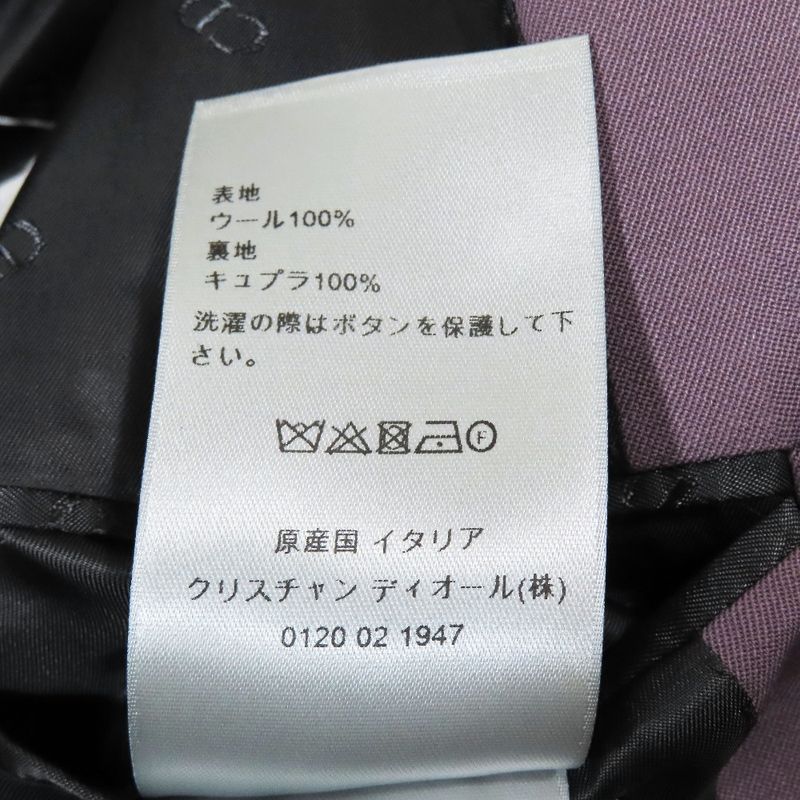 表地
ウール100%
裏地
キュプラ100%
洗濯の際はボタンを保護して下
さい。
F
原産国 イタリア
クリスチャン ディオール(株)
0120 02 1947